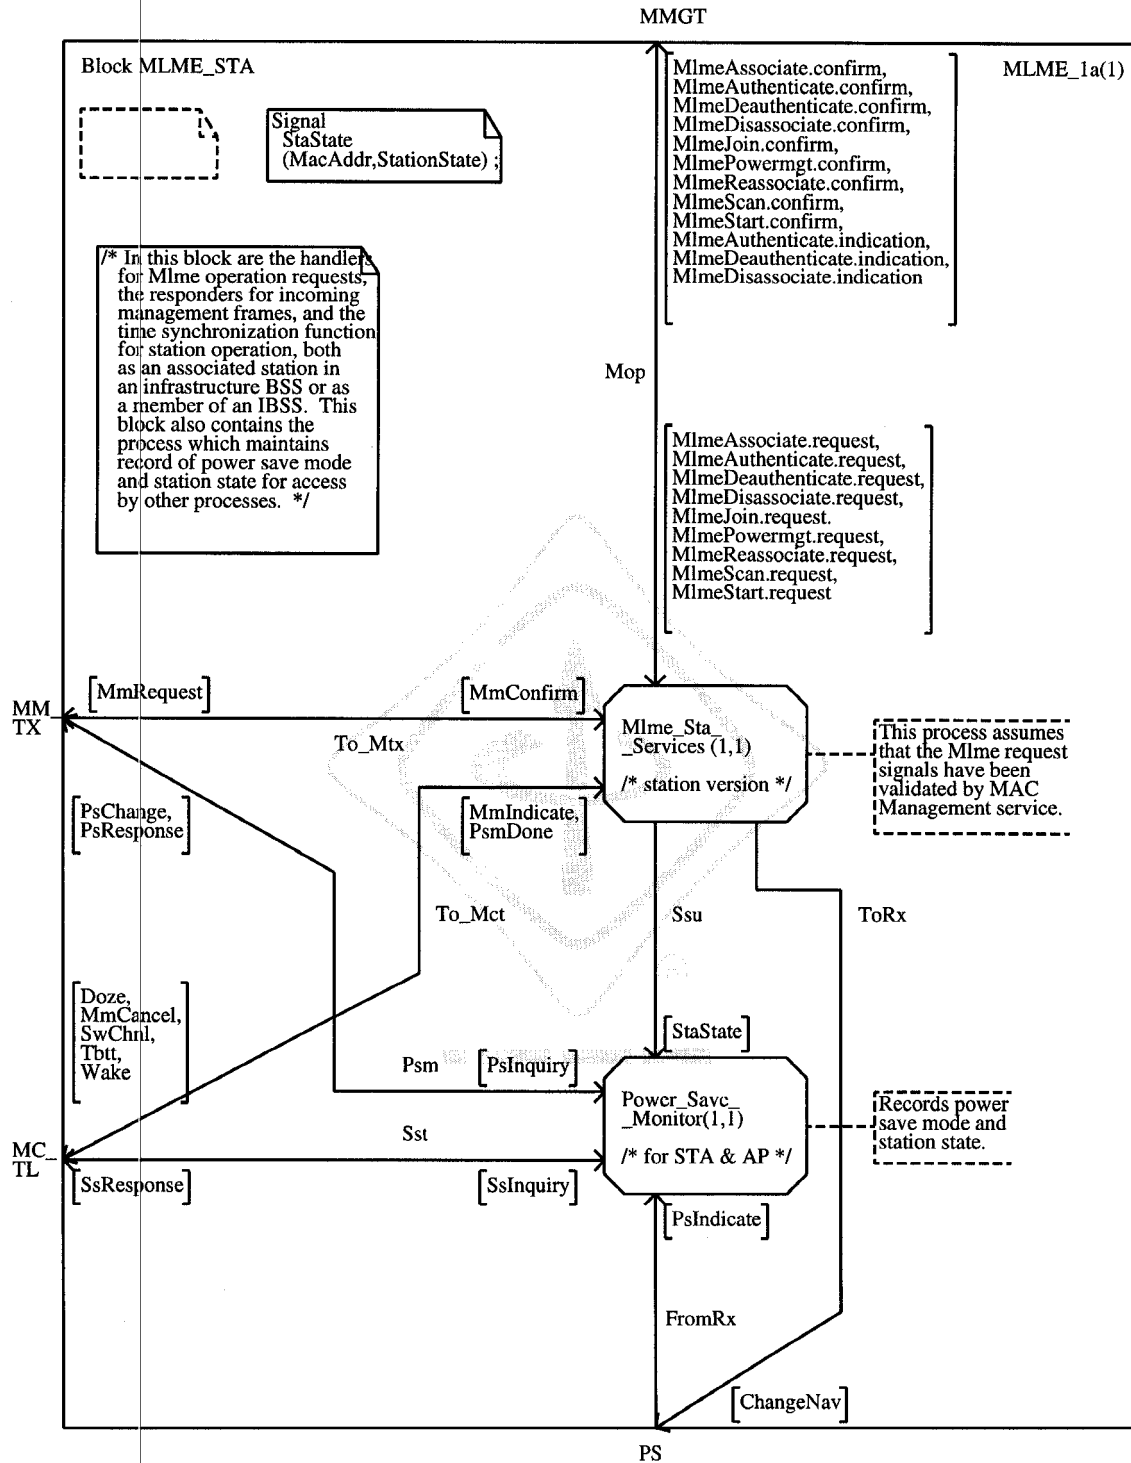 MMGT
Block MLME_STA
MLME_1a(1)
Signal
StaState
(MacAddr,StationState) ;
MlmeAssociate.confirm,
MlmeAuthenticate.confirm,
MlmeDeauthenticate.confirm,
MlmeDisassociate.confirm,
MlmeJoin.confirm,
MlmePowermgt.confirm,
MlmeReassociate.confirm,
MlmeScan.confirm,
MlmeStart.confirm,
MlmeAuthenticate.indication,
MlmeDeauthenticate.indication,
MlmeDisassociate.indication
/* In this block are the handlers
for Mlme operation requests,
the responders for incoming
management frames, and the
time synchronization function
for station operation, both
as an associated station in
an infrastructure BSS or as
a member of an IBSS. This
block also contains the
process which maintains
record of power save mode
and station state for access
by other processes. */
Mop
MlmeAssociate.request,
MlmeAuthenticate.request,
MlmeDeauthenticate.request,
MlmeDisassociate.request,
MlmeJoin.request.
MlmePowermgt.request,
MlmeReassociate.request,
MlmeScan.request,
MlmeStart.request
MM_
TX
MmRequest
MmConfirm
To_Mtx
Mlme_Sta_
_Services (1,1)
/* station version */
This process assumes
that the Mlme request
signals have been
validated by MAC
Management service.
PsChange,
PsResponse
MmIndicate,
PsmDone
To_Mct
Ssu
ToRx
Doze,
MmCancel,
SwChnl,
Tbtt,
Wake
StaState
Psm
PsInquiry
Power_Save_
_Monitor(1,1)
/* for STA & AP */
Records power
save mode and
station state.
MC_
TL
Sst
SsResponse
SsInquiry
PsIndicate
FromRx
ChangeNav
PS